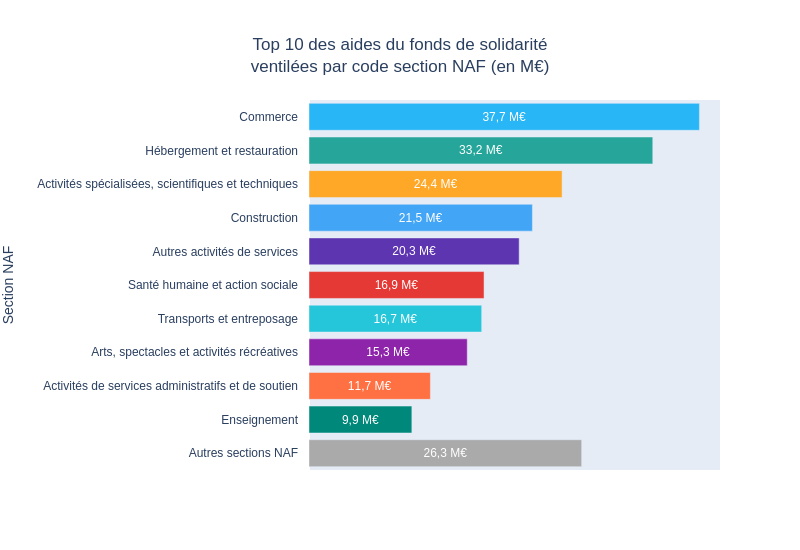 Top 10 des aides du fonds de solidarité
ventilées par code section NAF (en M€)
Section NAF
Commerce 37,7 M€
Hébergement et restauration 33,2 M€
Activités spécialisées, scientifiques et techniques 24,4 M€
Construction 21,5 M€
Autres activités de services 20,3 M€
Santé humaine et action sociale 16,9 M€
Transports et entreposage 16,7 M€
Arts, spectacles et activités récréatives 15,3 M€
Activités de services administratifs et de soutien 11,7 M€
Enseignement 9,9 M€
Autres sections NAF 26,3 M€